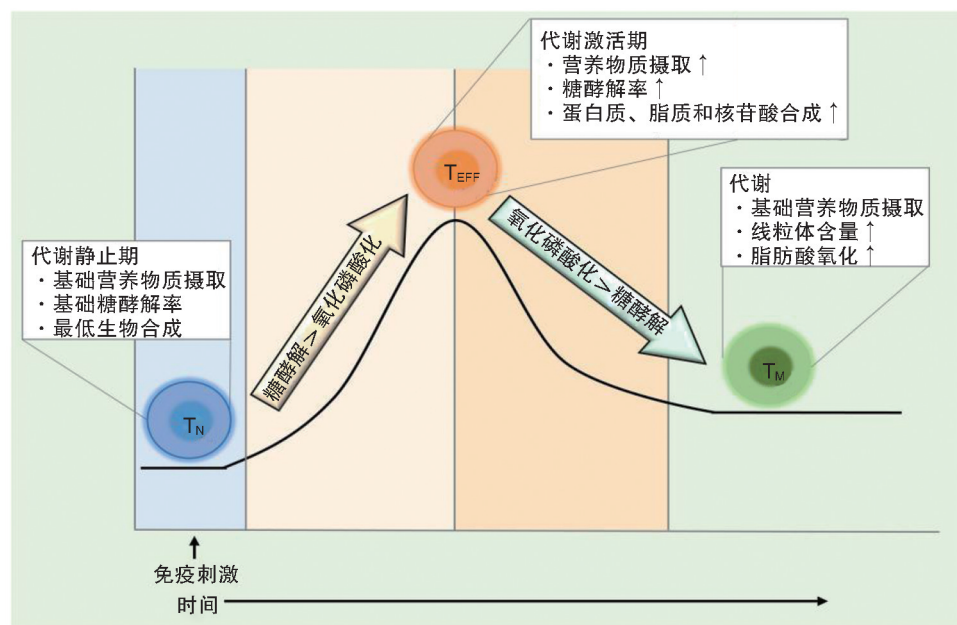 代谢激活期
· 营养物质摄取↑
· 糖酵解率↑
· 蛋白质、脂质和核苷酸合成↑
T_EFF
代谢
· 基础营养物质摄取
· 线粒体含量↑
· 脂肪酸氧化↑
代谢静止期
· 基础营养物质摄取
· 基础糖酵解率
· 最低生物合成
糖酵解>氧化磷酸化
氧化磷酸化>糖酵解
T_N
T_M
免疫刺激
时间